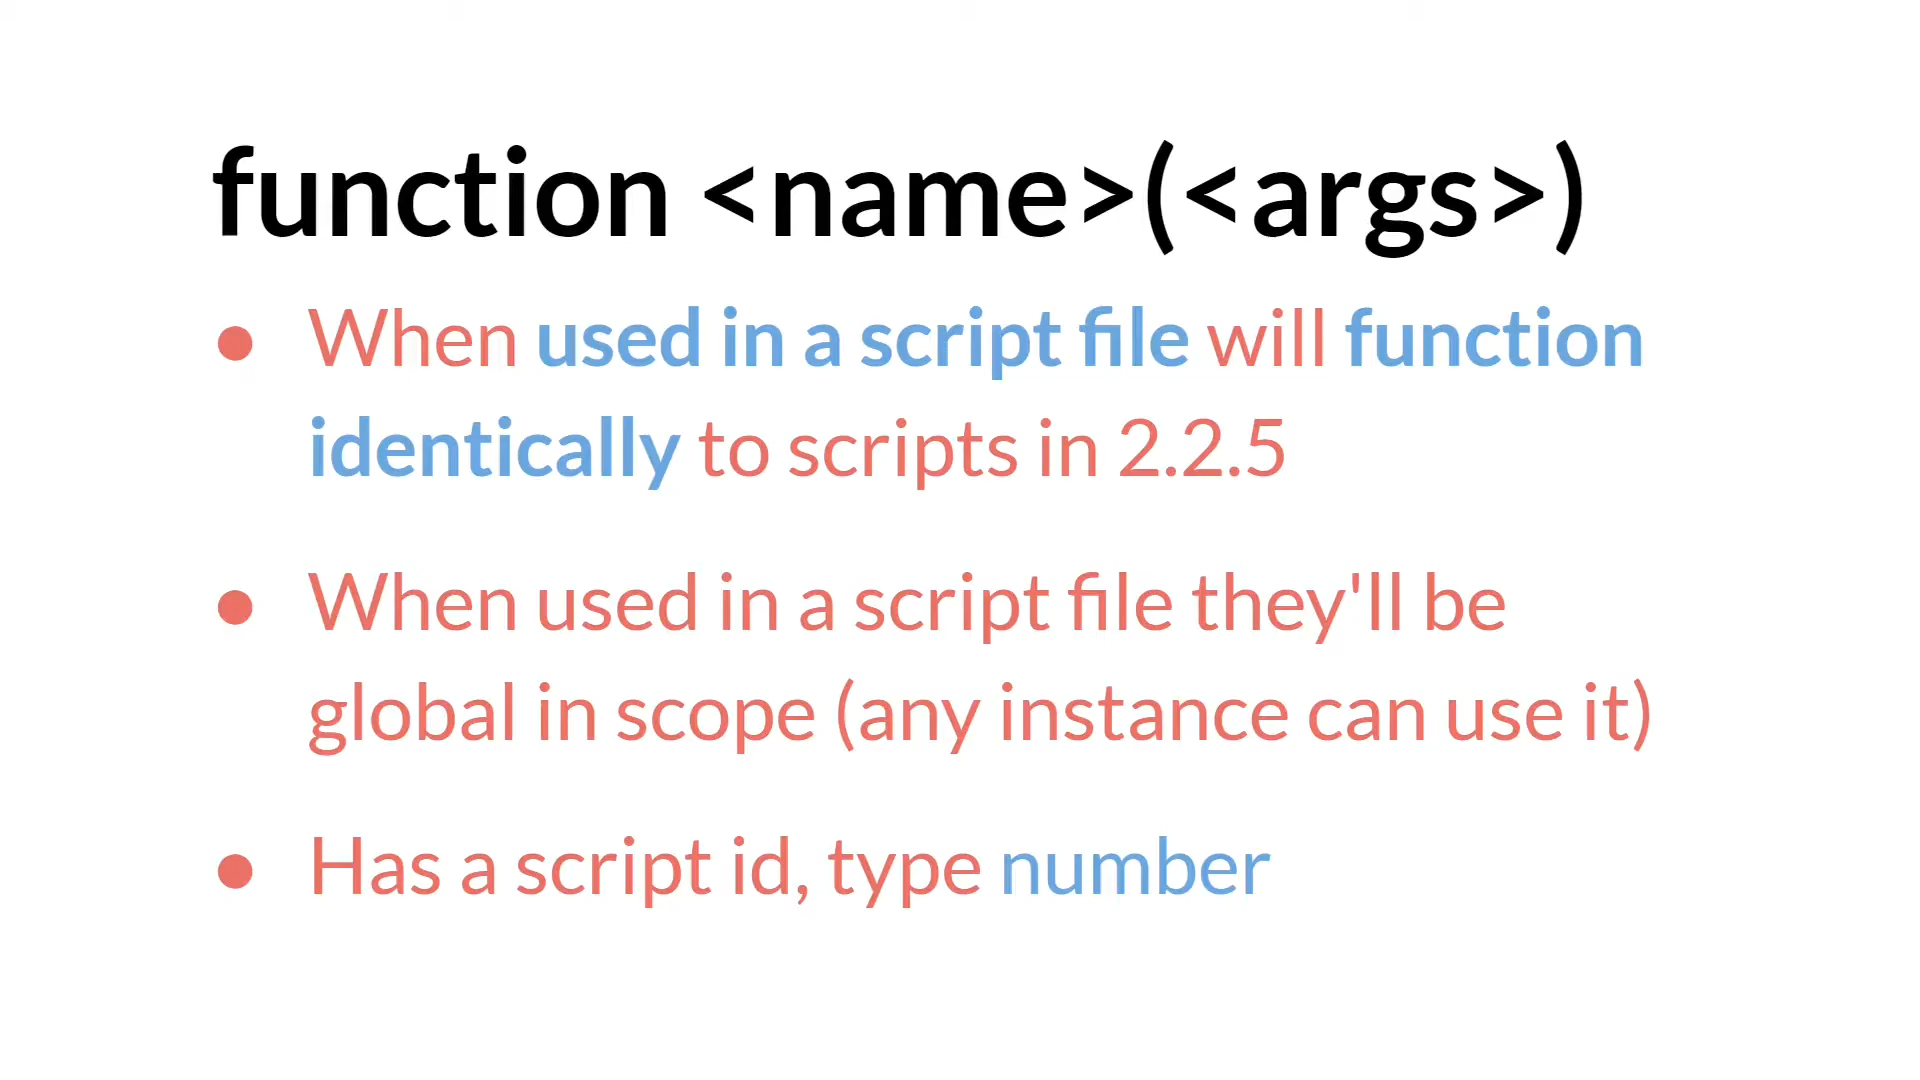 function <name>(<args>)
● When used in a script file will function
identically to scripts in 2.2.5
● When used in a script file they'll be
global in scope (any instance can use it)
● Has a script id, type number